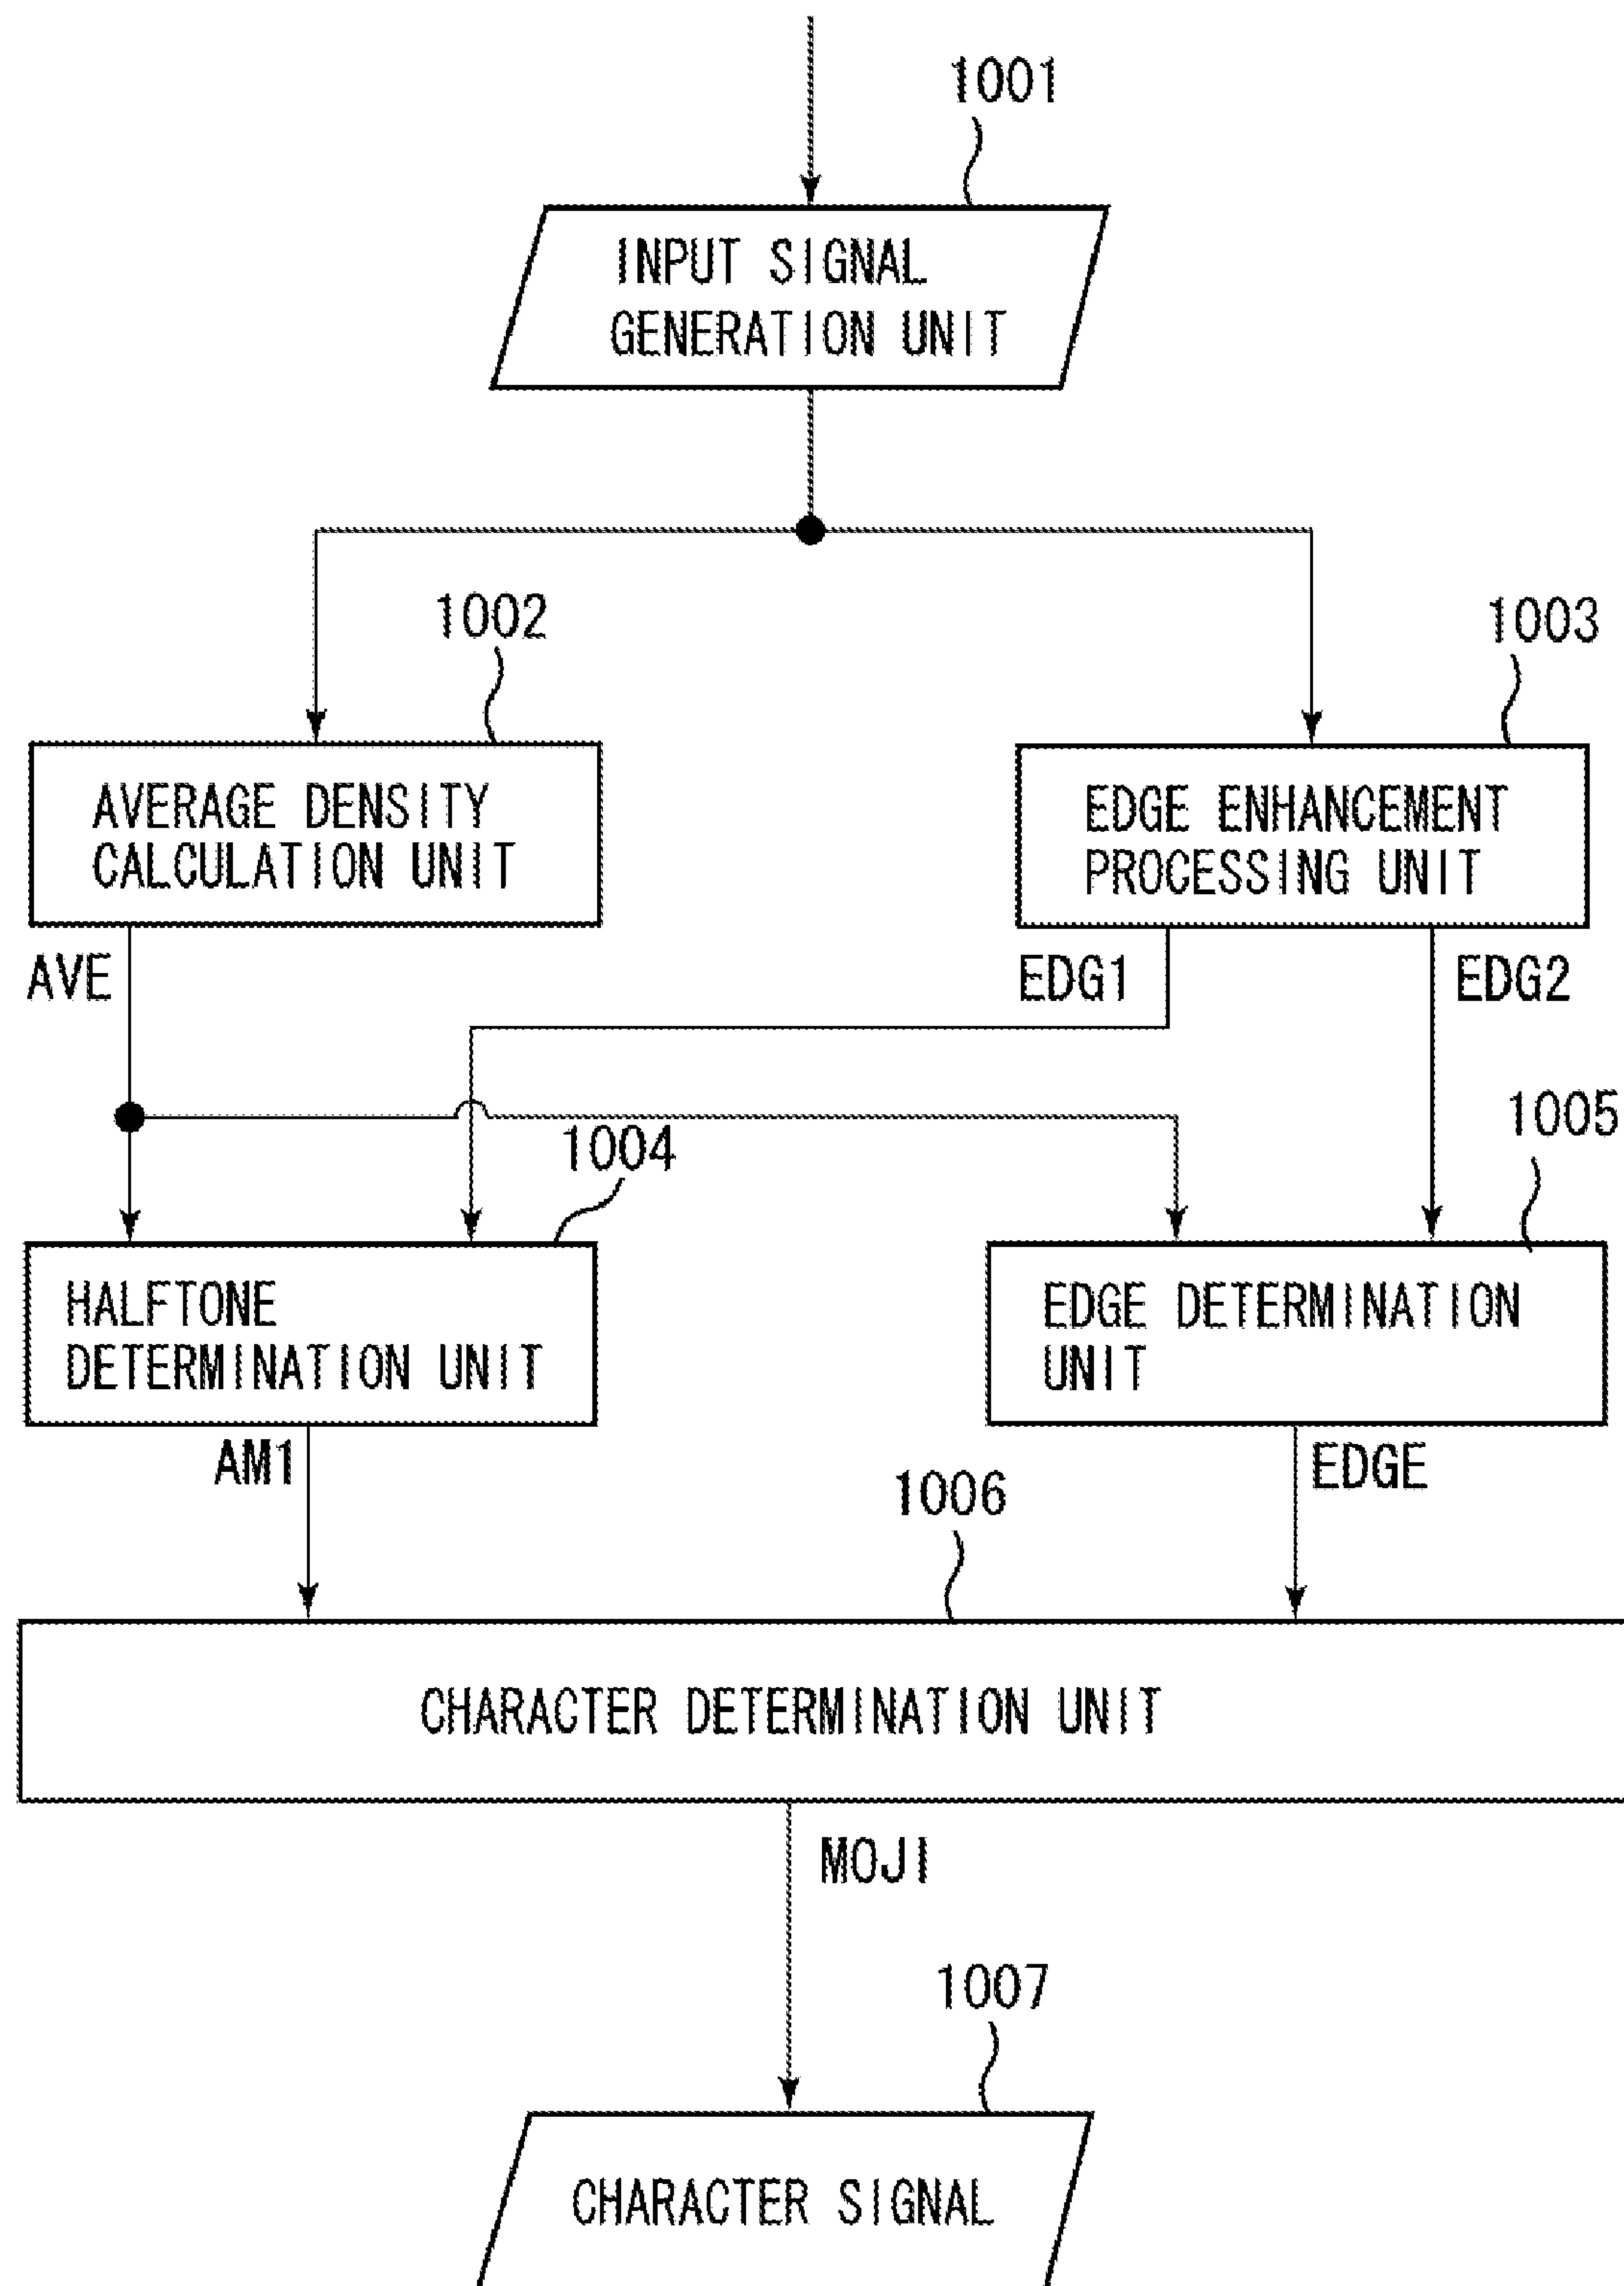 1001
INPUT SIGNAL
GENERATION UNIT
1002
1003
AVERAGE DENSITY
CALCULATION UNIT
EDGE ENHANCEMENT
PROCESSING UNIT
AVE
EDG1
EDG2
1004
1005
HALFTONE
DETERMINATION UNIT
EDGE DETERMINATION
UNIT
AM1
EDGE
1006
CHARACTER DETERMINATION UNIT
MOJI
1007
CHARACTER SIGNAL